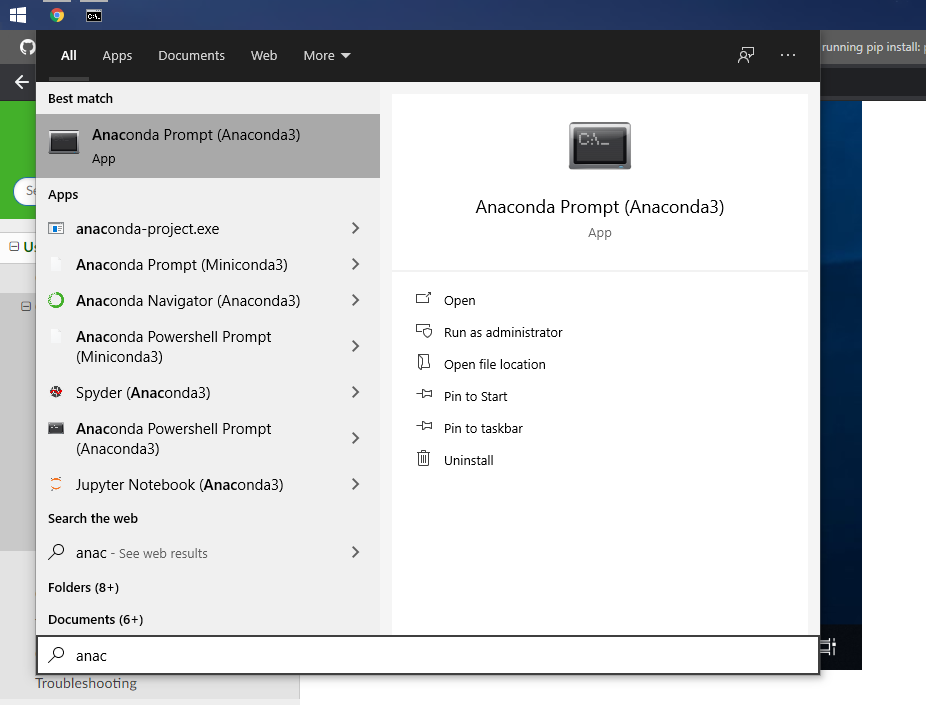 C:\.
All Apps Documents Web More
running pip install:
Best match
Anaconda Prompt (Anaconda3)
App
Apps
anaconda-project.exe
Anaconda Prompt (Miniconda3)
Anaconda Navigator (Anaconda3)
Anaconda Powershell Prompt
(Miniconda3)
Spyder (Anaconda3)
Anaconda Powershell Prompt
(Anaconda3)
Jupyter Notebook (Anaconda3)
Search the web
anac - See web results
Folders (8+)
Documents (6+)
anac
C:\_
Anaconda Prompt (Anaconda3)
App
Open
Run as administrator
Open file location
Pin to Start
Pin to taskbar
Uninstall
Troubleshooting